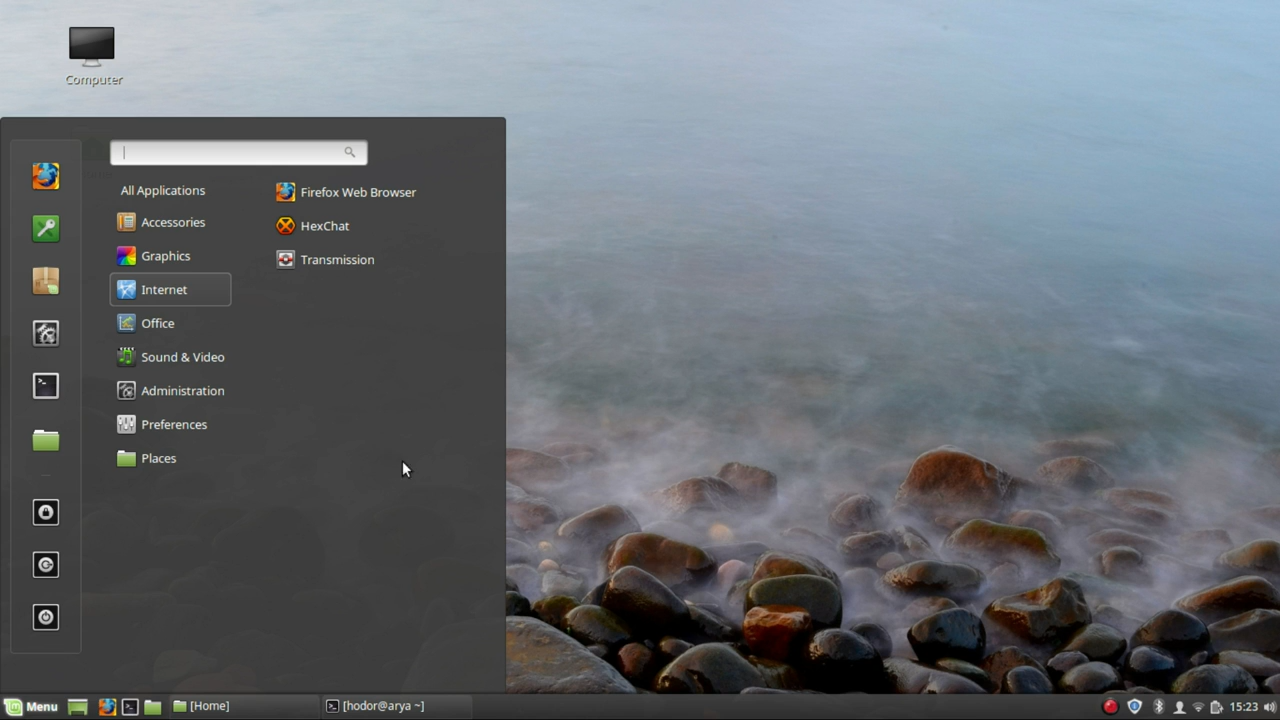 Computer
All Applications
Accessories
Graphics
Internet
Office
Sound & Video
Administration
Preferences
Places
Firefox Web Browser
HexChat
Transmission
Menu
[Home]
[hodor@arya ~]
15:23